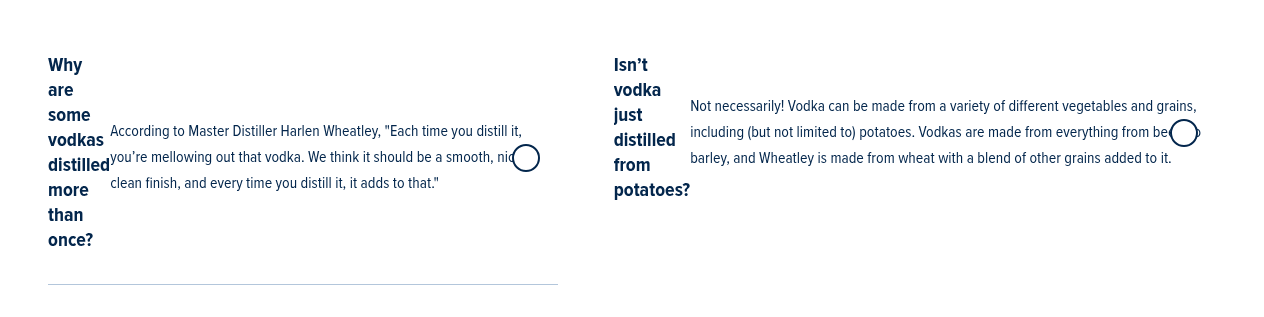 Why
are
some
vodkas
distilled
more
than
once?
According to Master Distiller Harlen Wheatley, "Each time you distill it,
you're mellowing out that vodka. We think it should be a smooth,
clean finish, and every time you distill it, it adds to that."
Isn’t
vodka
just
distilled
from
potatoes?
Not necessarily! Vodka can be made from a variety of different vegetables and grains,
including (but not limited to) potatoes. Vodkas are made from everything from
barley, and Wheatley is made from wheat with a blend of other grains added to it.